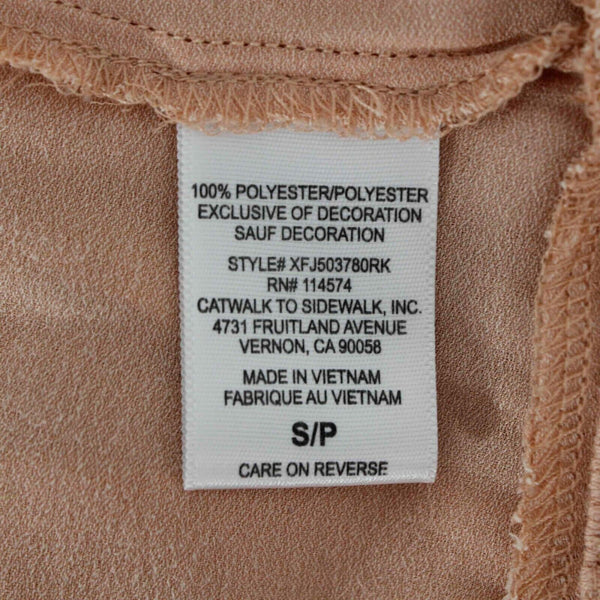 100% POLYESTER/POLYESTER
EXCLUSIVE OF DECORATION
SAUF DECORATION
STYLE# XFJ503780RK
RN# 114574
CATWALK TO SIDEWALK, INC.
4731 FRUITLAND AVENUE
VERNON, CA 90058
MADE IN VIETNAM
FABRIQUE AU VIETNAM
S/P
CARE ON REVERSE